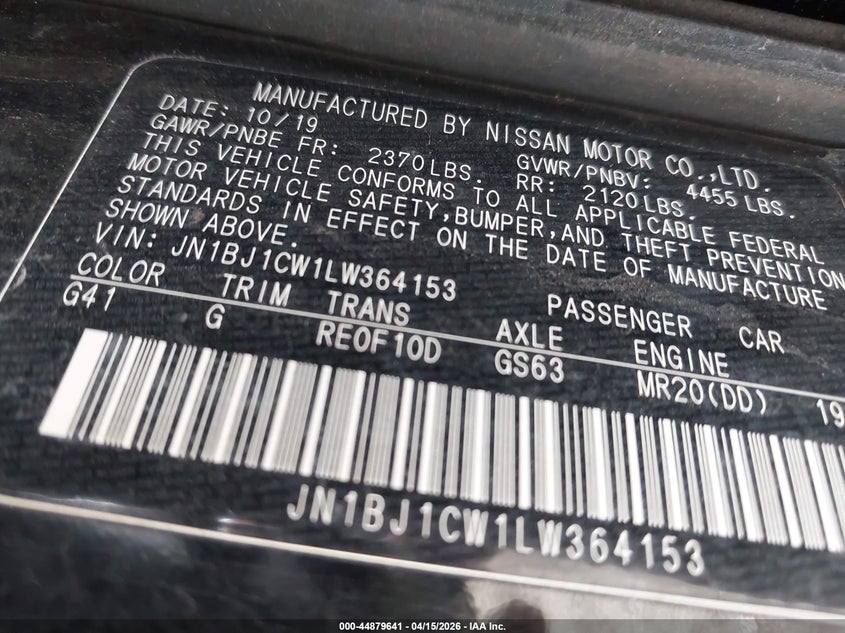 MANUFACTURED BY NISSAN MOTOR CO.,LTD.
DATE: 10/19 GVWR/PNBV: 4455 LBS.
GAWR/PNBE FR: 2370LBS. RR: 2120LBS.
THIS VEHICLE CONFORMS TO ALL APPLICABLE FEDERAL
MOTOR VEHICLE SAFETY,BUMPER,AND THEFT PREVENTION
STANDARDS IN EFFECT ON THE DATE OF MANUFACTURE
SHOWN ABOVE.
VIN: JN1BJ1CW1LW364153 PASSENGER CAR
COLOR TRIM TRANS AXLE ENGINE
G41 G RE0F10D GS63 MR20(DD) 19
JN1BJ1CW1LW364153
000-44879641 - 04/15/2026 - IAA Inc.